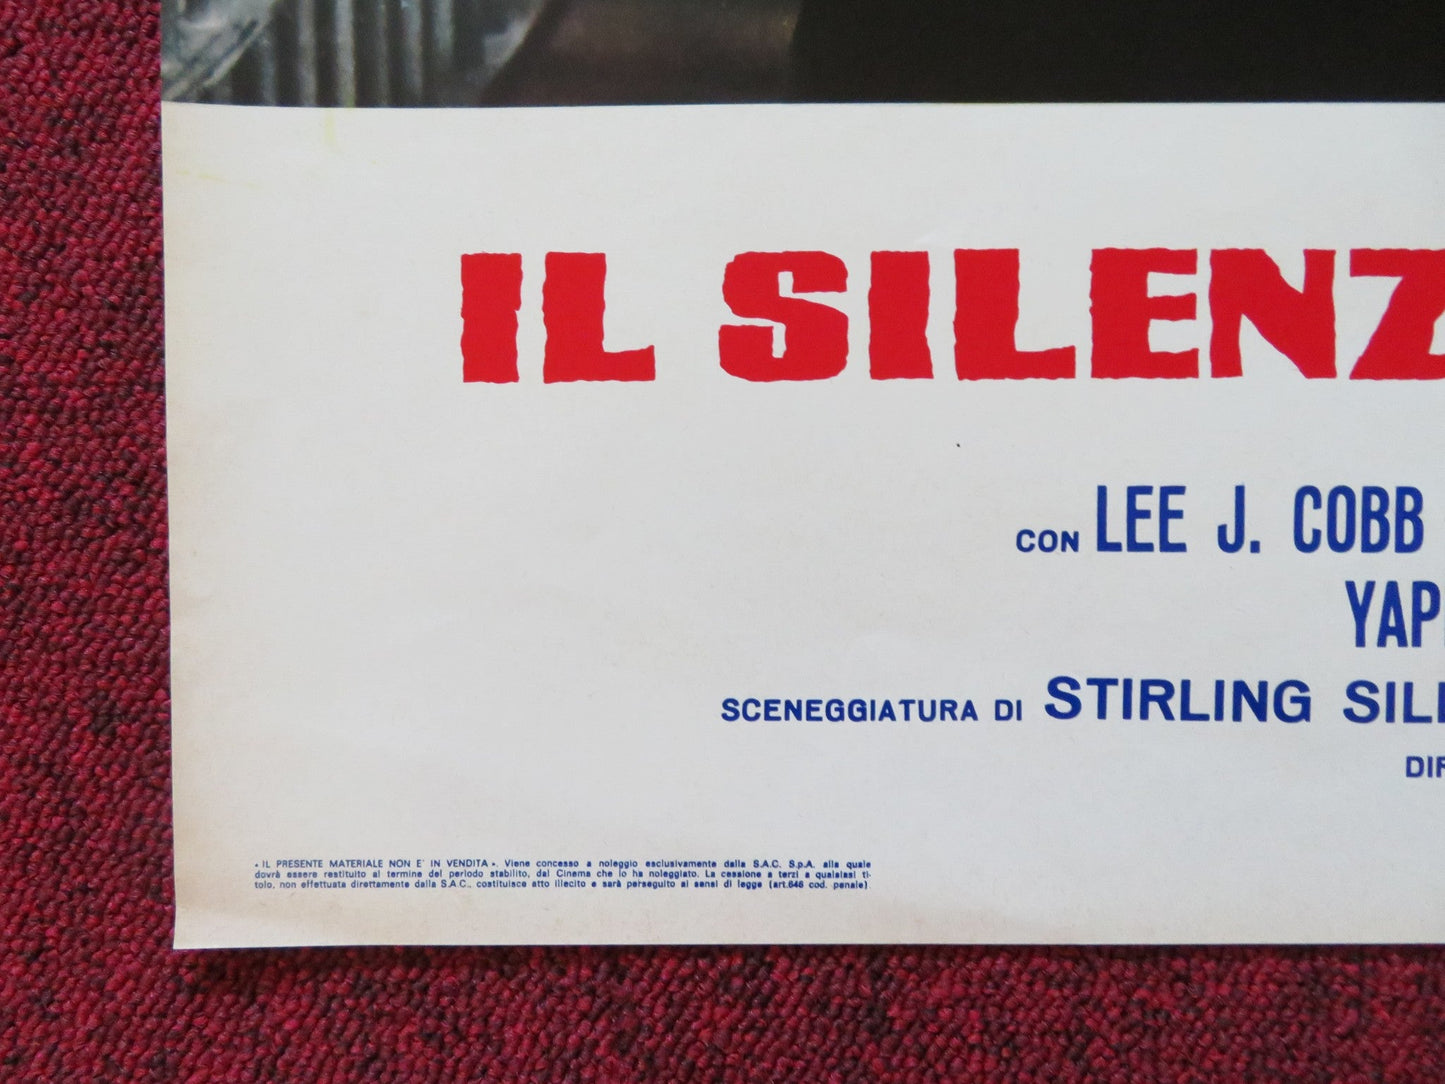 IL SILENZ
CON LEE J. COBB
YAP
SCENEGGIATURA DI STIRLING SILL
DIR
« IL PRESENTE MATERIALE NON E' IN VENDITA ». Viene concesso a noleggio esclusivamente dalla S.A.C. S.p.A. alla quale
dovrà essere restituito al termine del periodo stabilito, dal Cinema che lo ha noleggiato. La cessione a terzi a qualsiasi ti-
tolo, non effettuata direttamente dalla S.A.C., costituisce atto illecito e sarà perseguito ai sensi di legge (art.646 cod. penale)